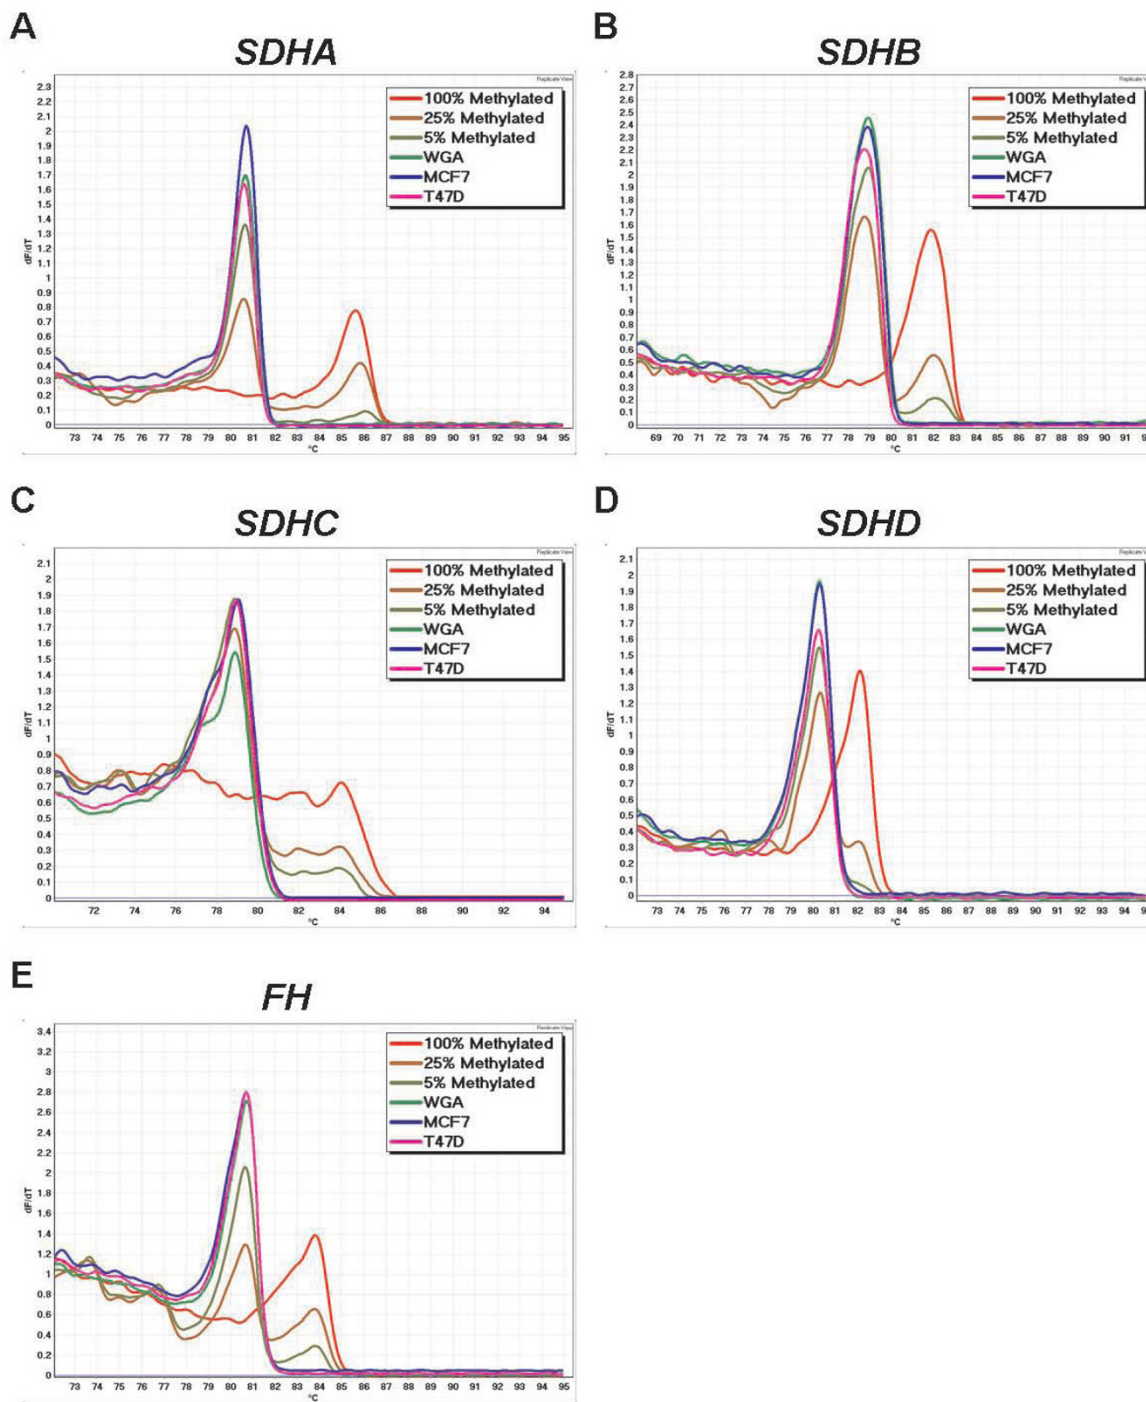 A
SDHA
Replicate View
2.3
2.2
2.1
2
1.9
1.8
1.7
1.6
1.5
1.4
1.3
1.2
1.1
1
0.9
0.8
0.7
0.6
0.5
0.4
0.3
0.2
0.1
0
dF/dT
100% Methylated
25% Methylated
5% Methylated
WGA
MCF7
T47D
73 74 75 76 77 78 79 80 81 82 83 84 85 86 87 88 89 90 91 92 93 94 95
°C
B
SDHB
Replicate Vie
2.8
2.7
2.6
2.5
2.4
2.3
2.2
2.1
2
1.9
1.8
1.7
1.6
1.5
1.4
1.3
1.2
1.1
1
0.9
0.8
0.7
0.6
0.5
0.4
0.3
0.2
0.1
0
dF/dT
100% Methylated
25% Methylated
5% Methylated
WGA
MCF7
T47D
69 70 71 72 73 74 75 76 77 78 79 80 81 82 83 84 85 86 87 88 89 90 91 9
°C
C
SDHC
Replicate View
2.1
2
1.9
1.8
1.7
1.6
1.5
1.4
1.3
1.2
1.1
1
0.9
0.8
0.7
0.6
0.5
0.4
0.3
0.2
0.1
0
dF/dT
100% Methylated
25% Methylated
5% Methylated
WGA
MCF7
T47D
72 74 76 78 80 82 84 86 88 90 92 94
°C
D
SDHD
Replicate Vie
2.1
2
1.9
1.8
1.7
1.6
1.5
1.4
1.3
1.2
1.1
1
0.9
0.8
0.7
0.6
0.5
0.4
0.3
0.2
0.1
0
dF/dT
100% Methylated
25% Methylated
5% Methylated
WGA
MCF7
T47D
73 74 75 76 77 78 79 80 81 82 83 84 85 86 87 88 89 90 91 92 93 94 9
°C
E
FH
Replicate View
3.4
3.2
3
2.8
2.6
2.4
2.2
2
1.8
1.6
1.4
1.2
1
0.8
0.6
0.4
0.2
0
dF/dT
100% Methylated
25% Methylated
5% Methylated
WGA
MCF7
T47D
73 74 75 76 77 78 79 80 81 82 83 84 85 86 87 88 89 90 91 92 93 94 95
°C